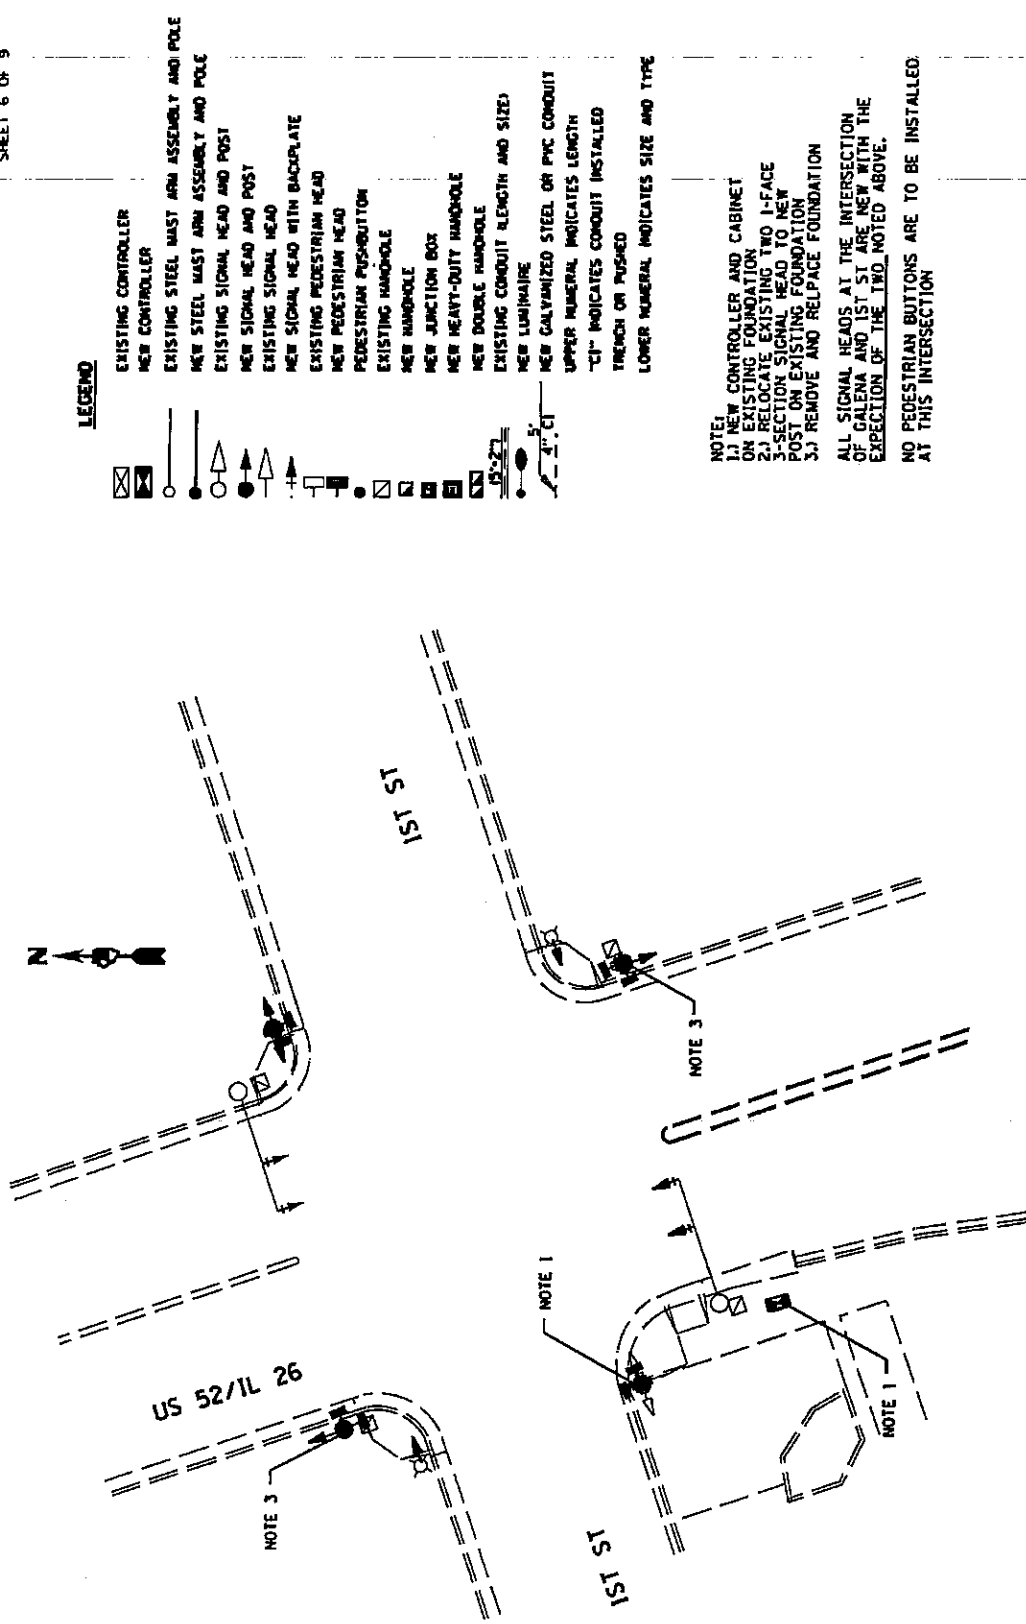 SHEET 6 OF 9
LEGEND
EXISTING CONTROLLER
NEW CONTROLLER
EXISTING STEEL MAST ARM ASSEMBLY AND POLE
NEW STEEL MAST ARM ASSEMBLY AND POLE
EXISTING SIGNAL HEAD AND POST
NEW SIGNAL HEAD AND POST
EXISTING SIGNAL HEAD
NEW SIGNAL HEAD WITH BACKPLATE
EXISTING PEDESTRIAN HEAD
NEW PEDESTRIAN HEAD
PEDESTRIAN PUSHBUTTON
EXISTING HANDHOLE
NEW HANDHOLE
NEW JUNCTION BOX
NEW HEAVY-DUTY HANDHOLE
NEW DOUBLE HANDHOLE
15'-2"
EXISTING CONDUIT (LENGTH AND SIZE)
NEW LUMINAIRE
5'
4", CI
NEW GALVANIZED STEEL OR PVC CONDUIT
UPPER NUMERAL INDICATES LENGTH
"CI" INDICATES CONDUIT INSTALLED
TRENCH OR PUSHED
LOWER NUMERAL INDICATES SIZE AND TYPE
NOTE:
1.) NEW CONTROLLER AND CABINET
ON EXISTING FOUNDATION
2.) RELOCATE EXISTING TWO 1-FACE
3-SECTION SIGNAL HEAD TO NEW
POST ON EXISTING FOUNDATION
3.) REMOVE AND RELPACE FOUNDATION
ALL SIGNAL HEADS AT THE INTERSECTION
OF GALENA AND 1ST ST ARE NEW WITH THE
EXPECTION OF THE TWO NOTED ABOVE.
NO PEDESTRIAN BUTTONS ARE TO BE INSTALLED
AT THIS INTERSECTION
N
1ST ST
NOTE 3
US 52/IL 26
NOTE 3
NOTE 1
NOTE 1
1ST ST